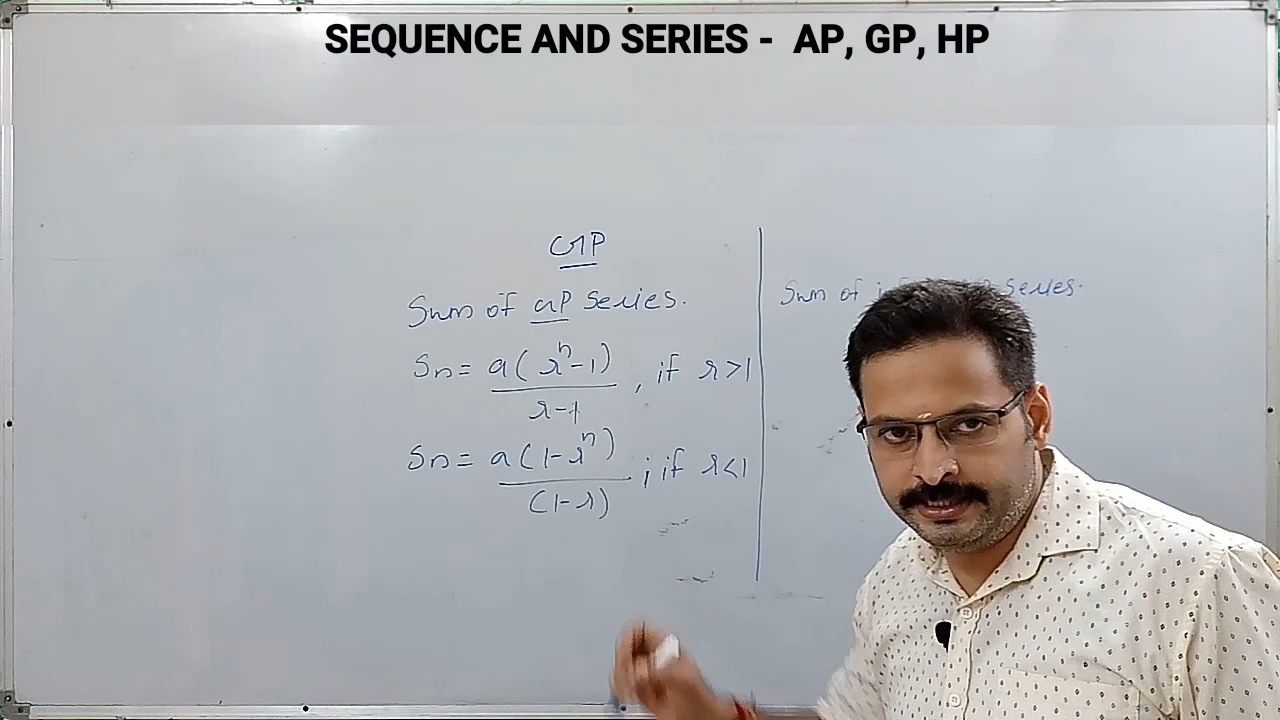 SEQUENCE AND SERIES - AP, GP, HP
GP
Sum of GP Series.
Sn = a(r^n-1) / r-1 , if r>1
Sn = a(1-r^n) / (1-r) ; if r<1
Sum of Series.